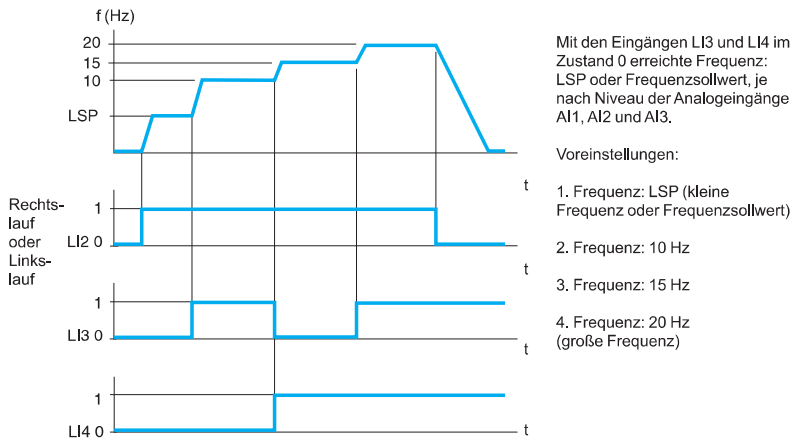 f (Hz)
20
15
10
LSP
t
Rechts-
lauf
oder
Links-
lauf
1
LI2 0
t
1
LI3 0
t
1
LI4 0
t
Mit den Eingängen LI3 und LI4 im
Zustand 0 erreichte Frequenz:
LSP oder Frequenzsollwert, je
nach Niveau der Analogeingänge
AI1, AI2 und AI3.
Voreinstellungen:
1. Frequenz: LSP (kleine
Frequenz oder Frequenzsollwert)
2. Frequenz: 10 Hz
3. Frequenz: 15 Hz
4. Frequenz: 20 Hz
(große Frequenz)